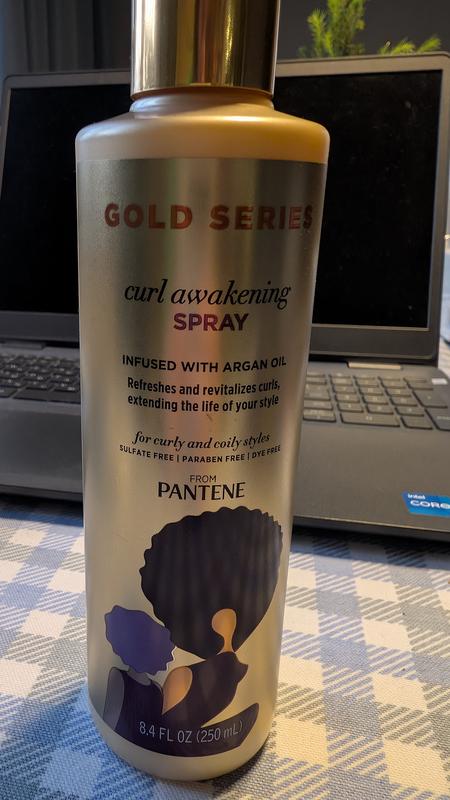 GOLD SERIES
curl awakening
SPRAY
INFUSED WITH ARGAN OIL
Refreshes and revitalizes curls,
extending the life of your style
for curly and coily styles
SULFATE FREE | PARABEN FREE | DYE FREE
FROM
PANTENE
8.4 FL OZ (250 mL)
intel
CORE